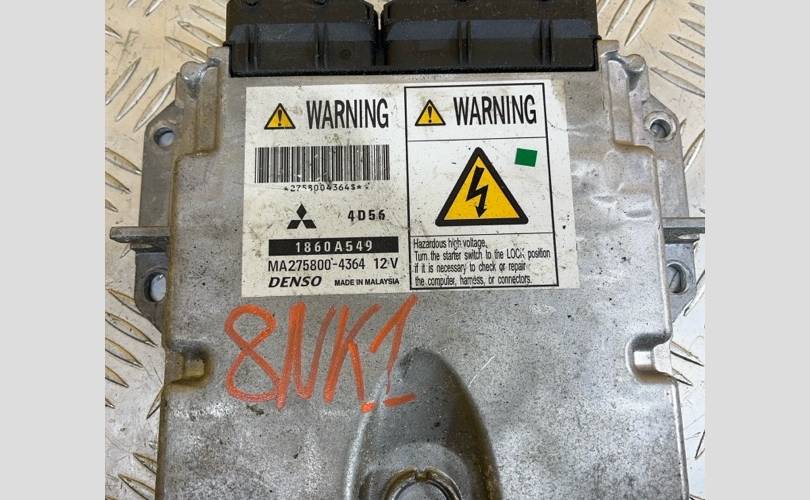 WARNING
*2758004364S*
4D56
1860A549
MA275800-4364 12V
DENSO MADE IN MALAYSIA
WARNING
Hazardous high voltage.
Turn the starter switch to the LOCK position
if it is necessary to check or repair
the computer, harness, or connectors.
8NK1